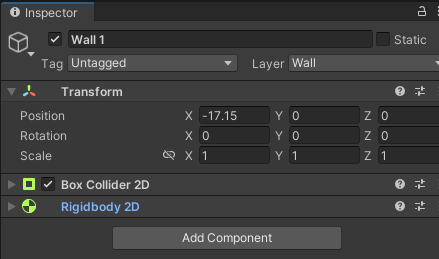 Inspector
Wall 1
Static
Tag Untagged Layer Wall
Transform
Position X -17.15 Y 0 Z 0
Rotation X 0 Y 0 Z 0
Scale X 1 Y 1 Z 1
Box Collider 2D
Rigidbody 2D
Add Component